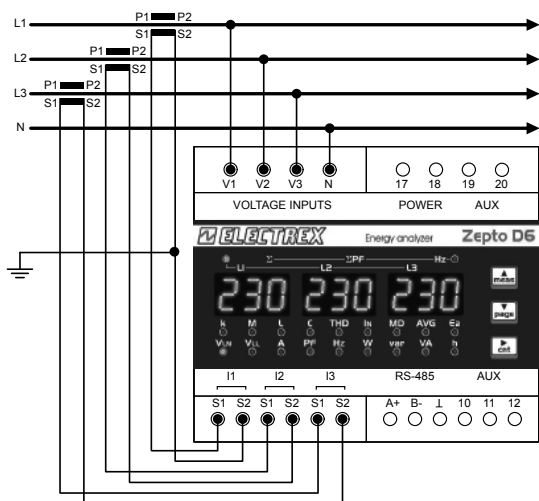 P1 P2
L1
S1 S2
P1 P2
L2
S1 S2
P1 P2
L3
S1 S2
N
V1 V2 V3 N 17 18 19 20
VOLTAGE INPUTS POWER AUX
ELECTREX Energy analyzer Zepto D6
Σ ΣPF Hz
L1 L2 L3
230 230 230
meas
page
ent
k M L C THD IN MD AVG Ea
VLN VLL A PF Hz W var VA h
I1 I2 I3 RS-485 AUX
S1 S2 S1 S2 S1 S2 A+ B- ⊥ 10 11 12